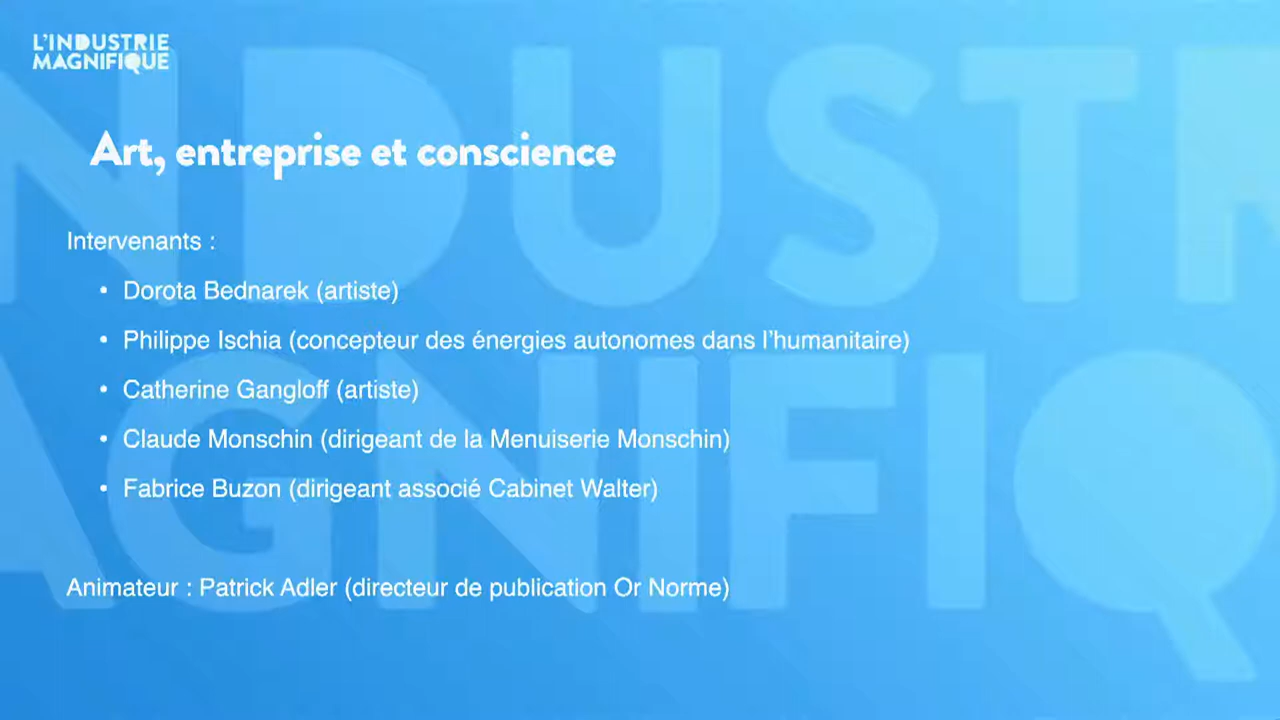 L'INDUSTRIE
MAGNIFIQUE
Art, entreprise et conscience
Intervenants :
• Dorota Bednarek (artiste)
• Philippe Ischia (concepteur des énergies autonomes dans l’humanitaire)
• Catherine Gangloff (artiste)
• Claude Monschin (dirigeant de la Menuiserie Monschin)
• Fabrice Buzon (dirigeant associé Cabinet Walter)
Animateur : Patrick Adler (directeur de publication Or Norme)
NDUSTR
AGNIFIQ